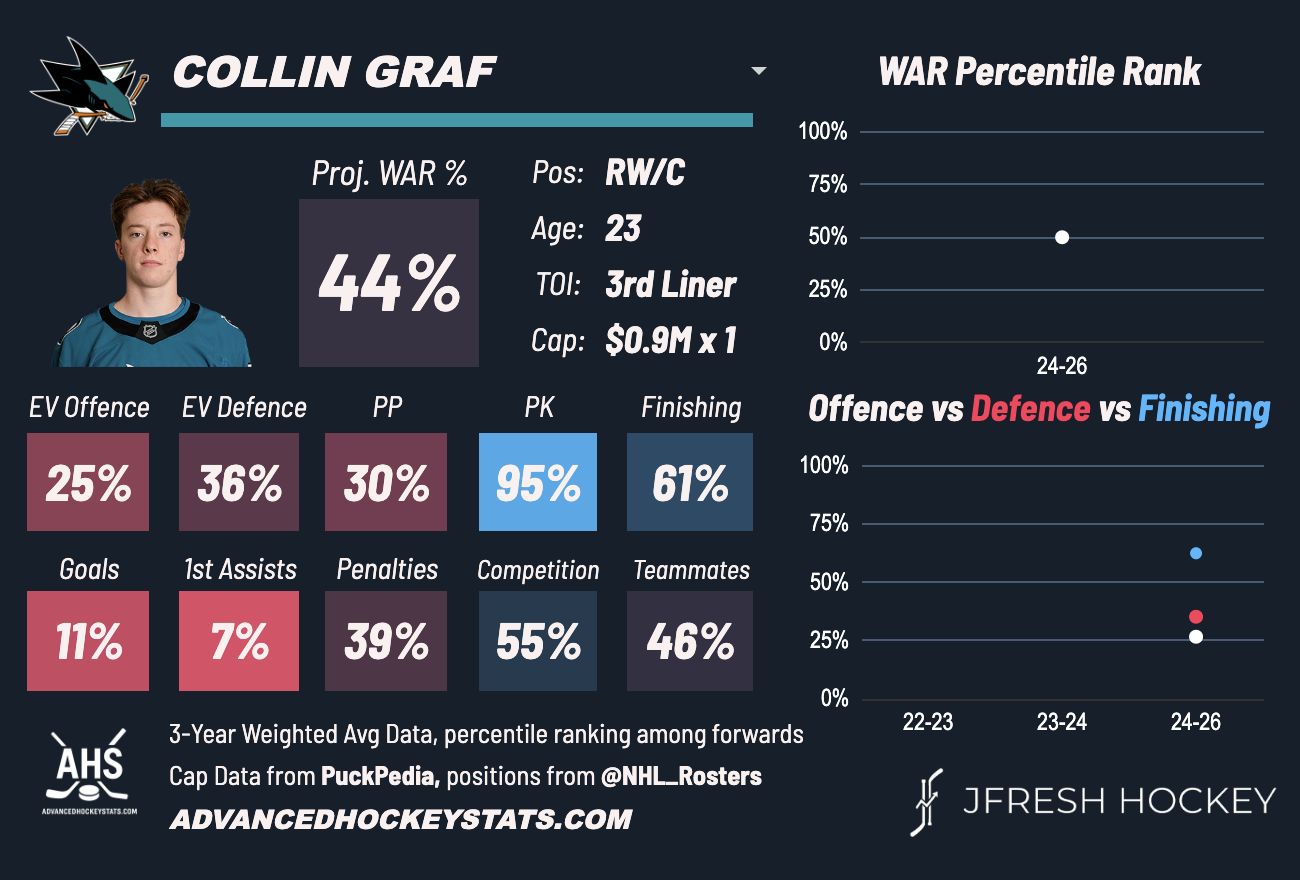 COLLIN GRAF
Proj. WAR %
44%
Pos: RW/C
Age: 23
TOI: 3rd Liner
Cap: $0.9M x 1
EV Offence EV Defence PP PK Finishing
25% 36% 30% 95% 61%
Goals 1st Assists Penalties Competition Teammates
11% 7% 39% 55% 46%
WAR Percentile Rank
100%
75%
50%
25%
0%
24-26
Offence vs Defence vs Finishing
100%
75%
50%
25%
0%
22-23 23-24 24-26
AHS
ADVANCEDHOCKEYSTATS.COM
3-Year Weighted Avg Data, percentile ranking among forwards
Cap Data from PuckPedia, positions from @NHL_Rosters
ADVANCEDHOCKEYSTATS.COM
JFRESH HOCKEY